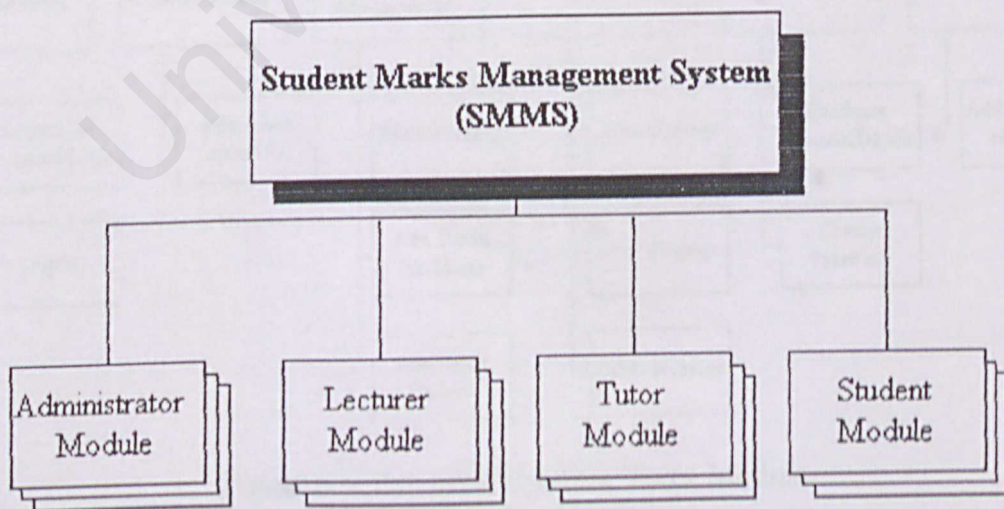 Student Marks Management System
(SMMS)
Administrator
Module
Lecturer
Module
Tutor
Module
Student
Module